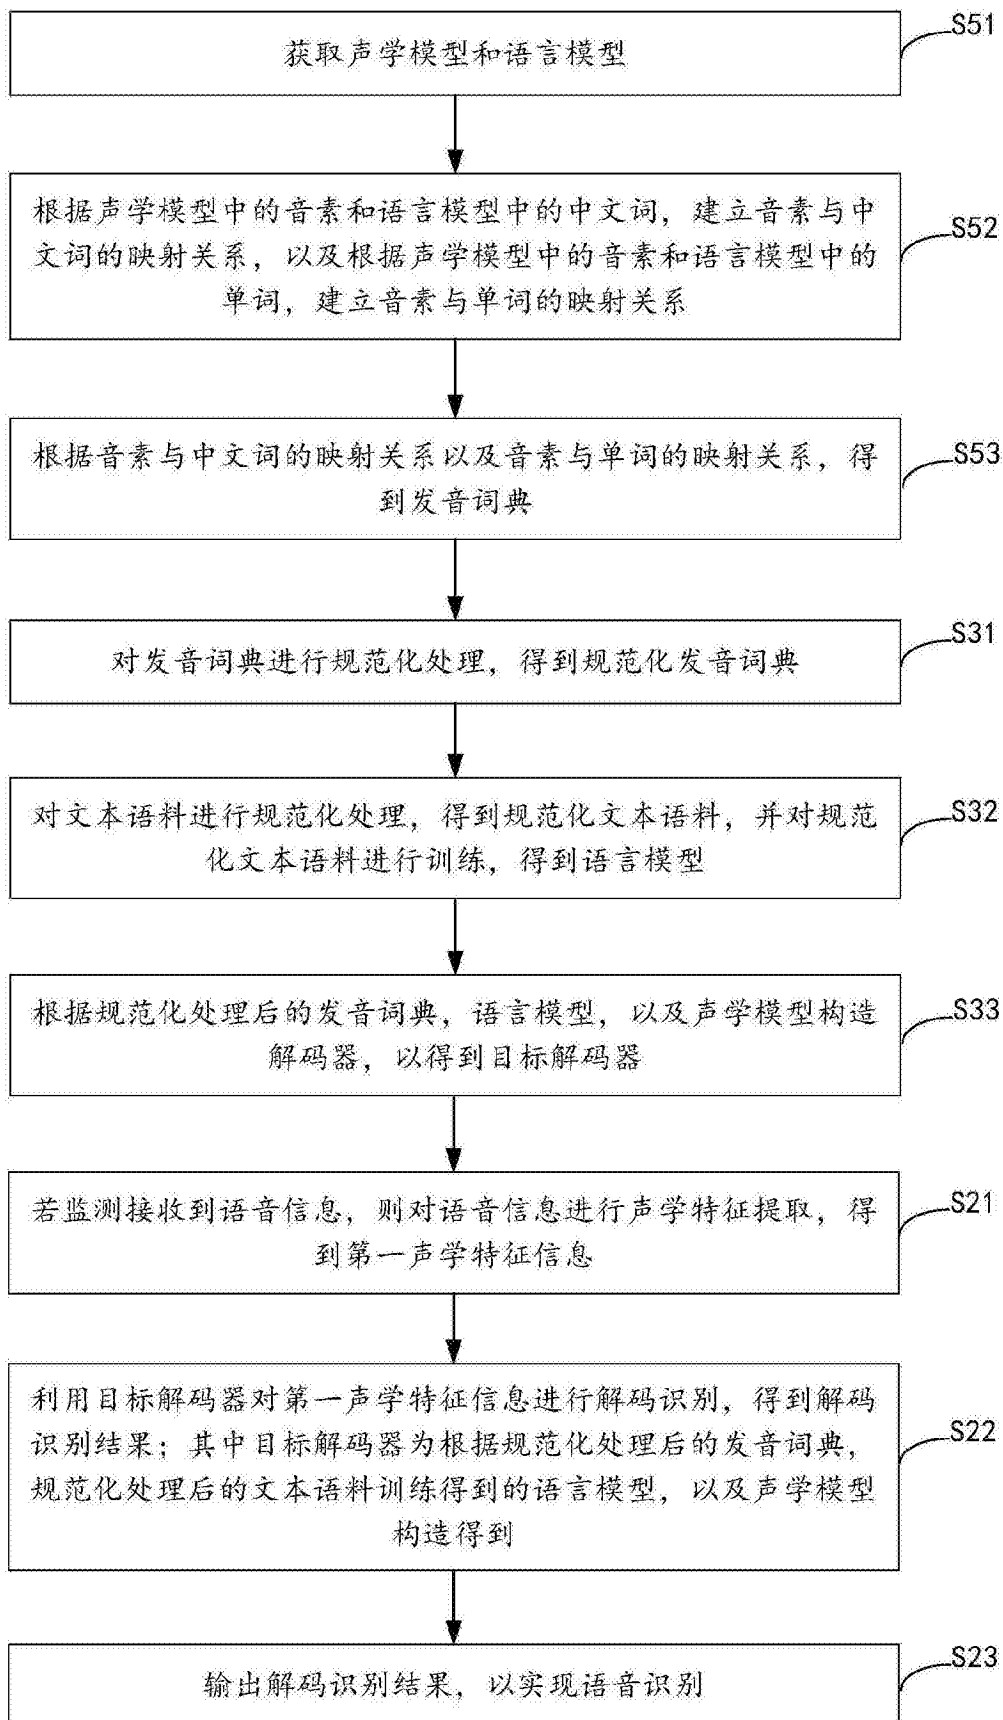 获取声学模型和语言模型
S51
根据声学模型中的音素和语言模型中的中文词，建立音素与中
文词的映射关系，以及根据声学模型中的音素和语言模型中的
单词，建立音素与单词的映射关系
S52
根据音素与中文词的映射关系以及音素与单词的映射关系，得
到发音词典
S53
对发音词典进行规范化处理，得到规范化发音词典
S31
对文本语料进行规范化处理，得到规范化文本语料，并对规范
化文本语料进行训练，得到语言模型
S32
根据规范化处理后的发音词典，语言模型，以及声学模型构造
解码器，以得到目标解码器
S33
若监测接收到语音信息，则对语音信息进行声学特征提取，得
到第一声学特征信息
S21
利用目标解码器对第一声学特征信息进行解码识别，得到解码
识别结果；其中目标解码器为根据规范化处理后的发音词典，
规范化处理后的文本语料训练得到的语言模型，以及声学模型
构造得到
S22
输出解码识别结果，以实现语音识别
S23